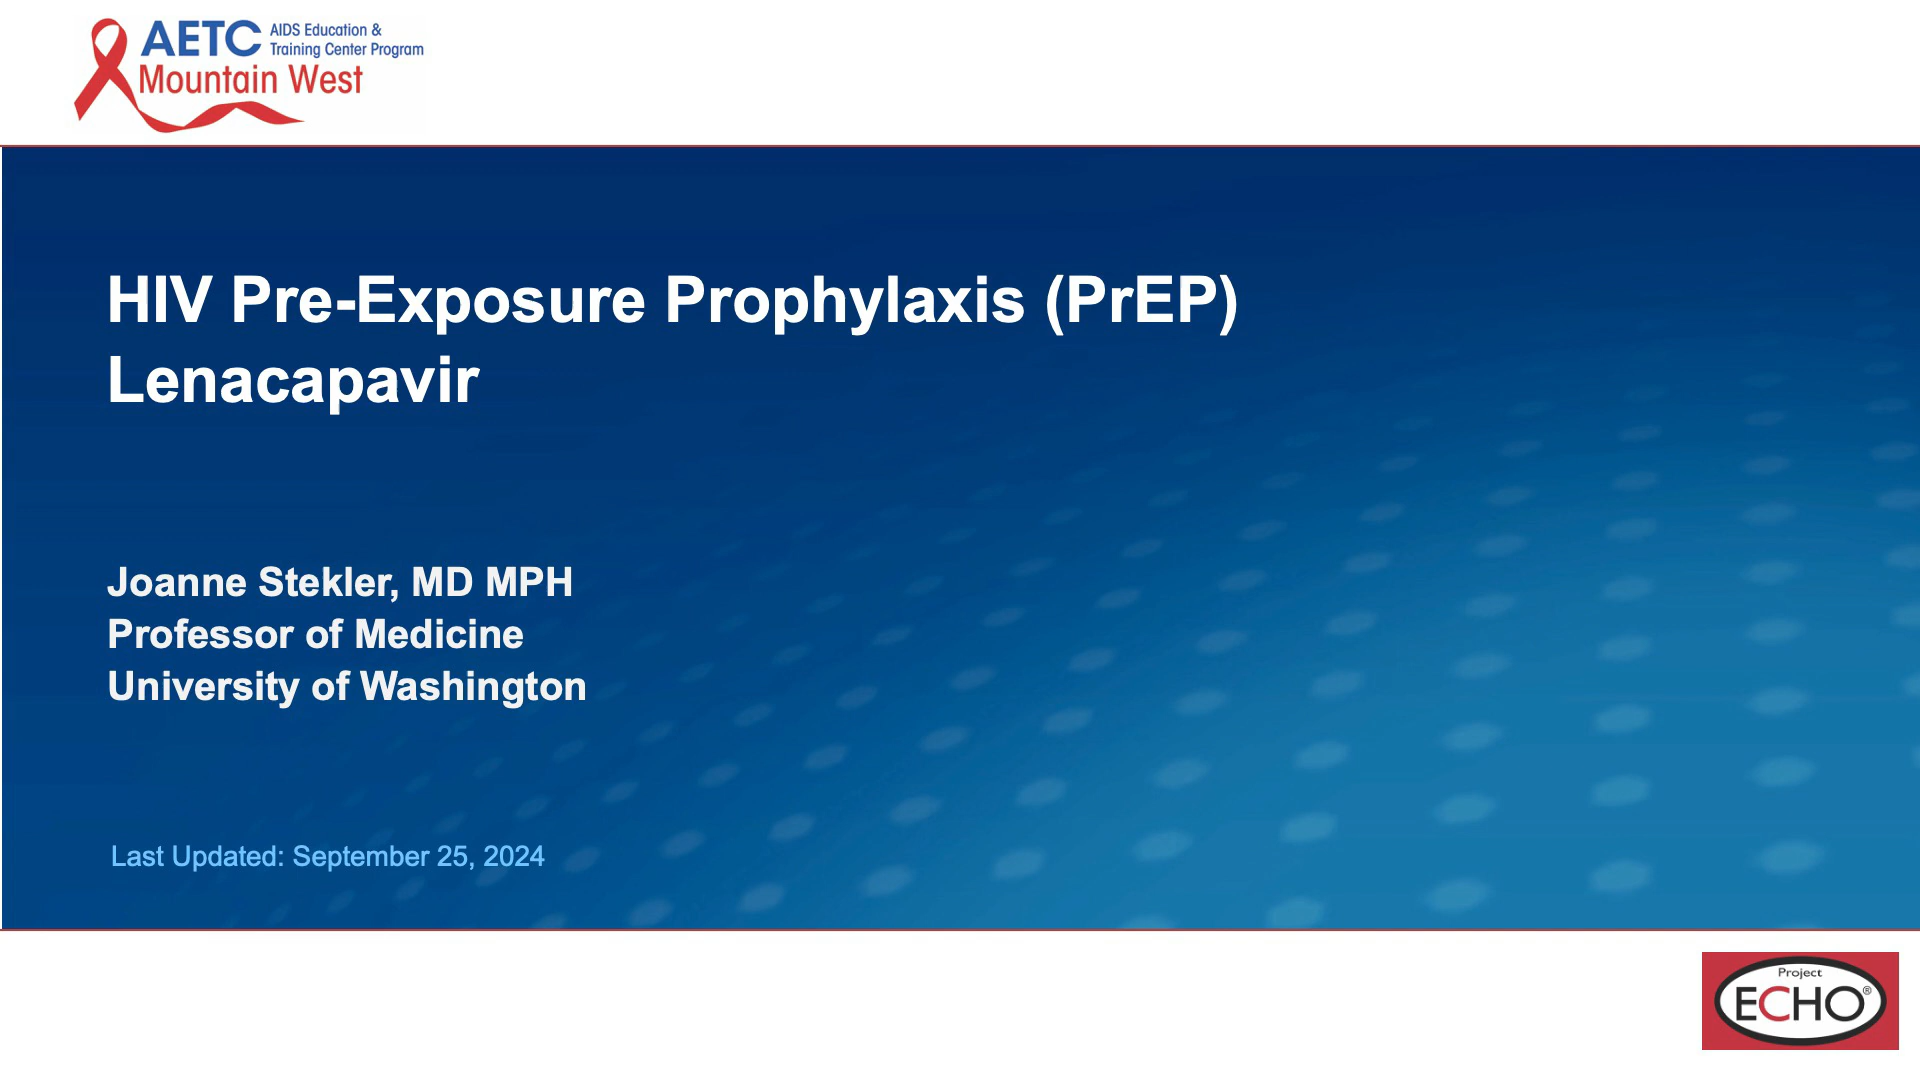 AETC AIDS Education &
Training Center Program
Mountain West
HIV Pre-Exposure Prophylaxis (PrEP)
Lenacapavir
Joanne Stekler, MD MPH
Professor of Medicine
University of Washington
Last Updated: September 25, 2024
Project
ECHO®